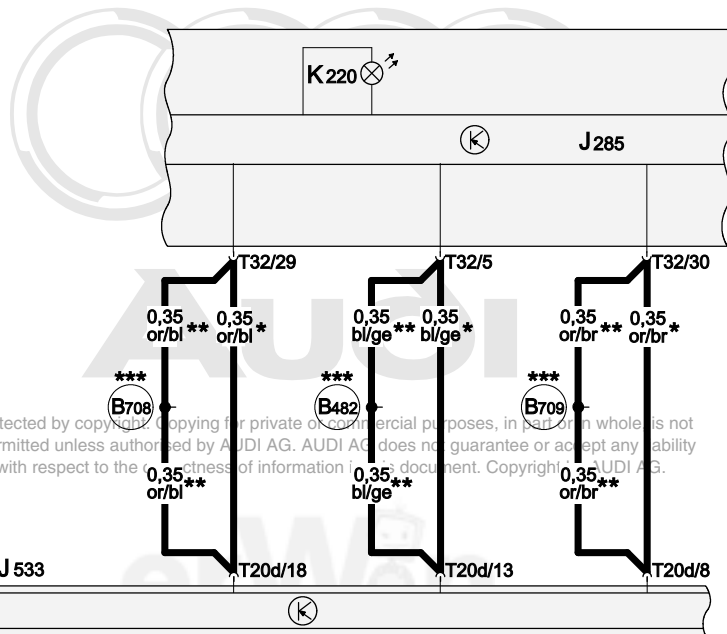 K220
J285
T32/29 T32/5 T32/30
0,35 or/bl ** 0,35 or/bl * 0,35 bl/ge ** 0,35 bl/ge * 0,35 or/br ** 0,35 or/br *
AUDI
*** *** ***
B708 B482 B709
tected by copyright. Copying for private or commercial purposes, in part or in whole, is not
rmitted unless authorised by AUDI AG. AUDI AG does not guarantee or accept any liability
with respect to the correctness of information in this document. Copyright by AUDI AG.
0,35 or/bl ** 0,35 bl/ge ** 0,35 or/br **
J533
T20d/18 T20d/13 T20d/8